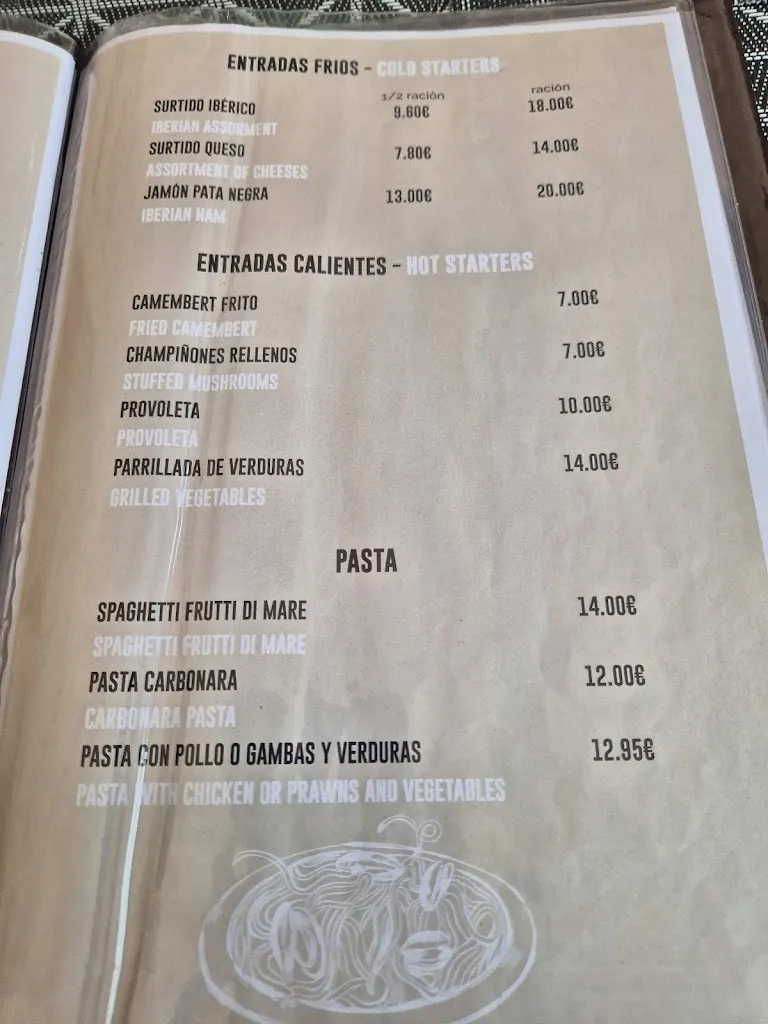 ENTRADAS FRIOS - COLD STARTERS
1/2 ración ración
SURTIDO IBÉRICO 9.60€ 18.00€
IBERIAN ASSOUMENT
SURTIDO QUESO 7.80€ 14.00€
ASSORTMENT OF CHEESES
JAMÓN PATA NEGRA 13.00€ 20.00€
IBERIAN HAM
ENTRADAS CALIENTES - HOT STARTERS
CAMEMBERT FRITO 7.00€
FRIED CAMEMBERT
CHAMPIÑONES RELLENOS 7.00€
STUFFED MUSHROOMS
PROVOLETA 10.00€
PROVOLETA
PARRILLADA DE VERDURAS 14.00€
GRILLED VEGETABLES
PASTA
SPAGHETTI FRUTTI DI MARE 14.00€
SPAGHETTI FRUTTI DI MARE
PASTA CARBONARA 12.00€
CARBONARA PASTA
PASTA CON POLLO O GAMBAS Y VERDURAS 12.95€
PASTA WITH CHICKEN OR PRAWNS AND VEGETABLES